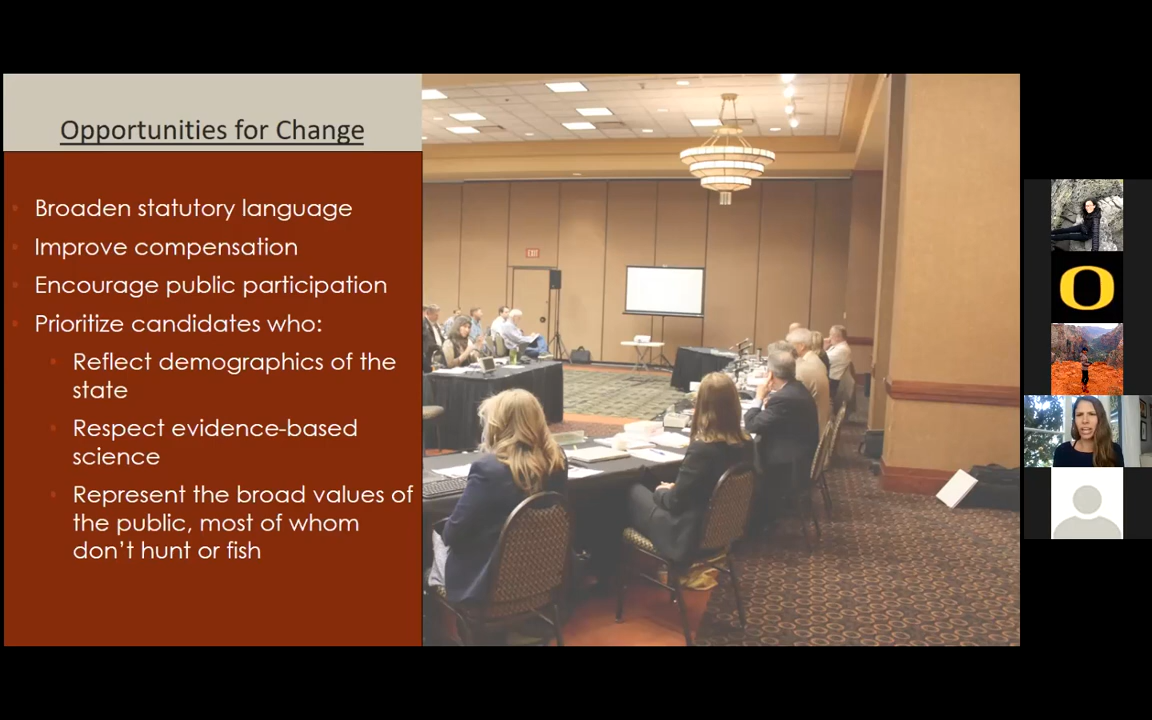 Opportunities for Change
Broaden statutory language
Improve compensation
Encourage public participation
Prioritize candidates who:
Reflect demographics of the
state
Respect evidence-based
science
Represent the broad values of
the public, most of whom
don't hunt or fish
EXIT
O